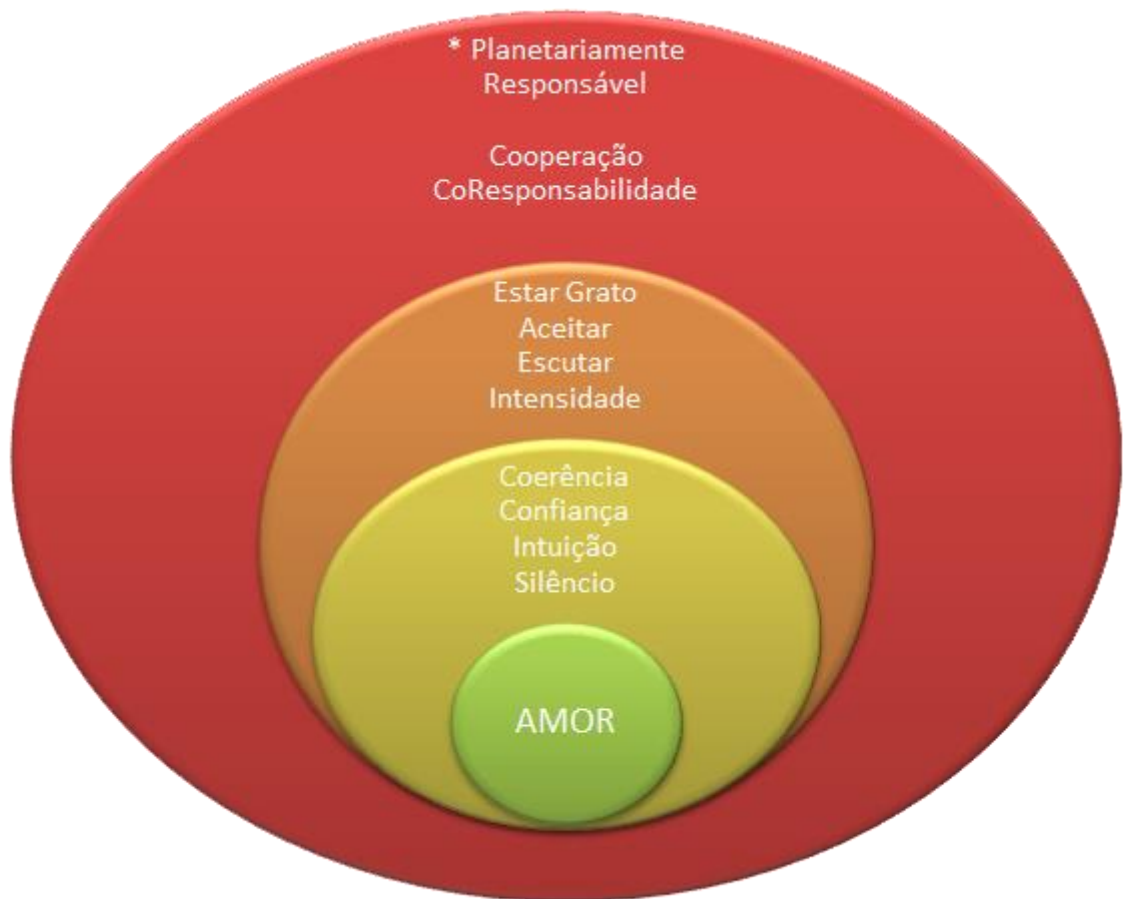 * Planetariamente
Responsável
Cooperação
CoResponsabilidade
Estar Grato
Aceitar
Escutar
Intensidade
Coerência
Confiança
Intuição
Silêncio
AMOR